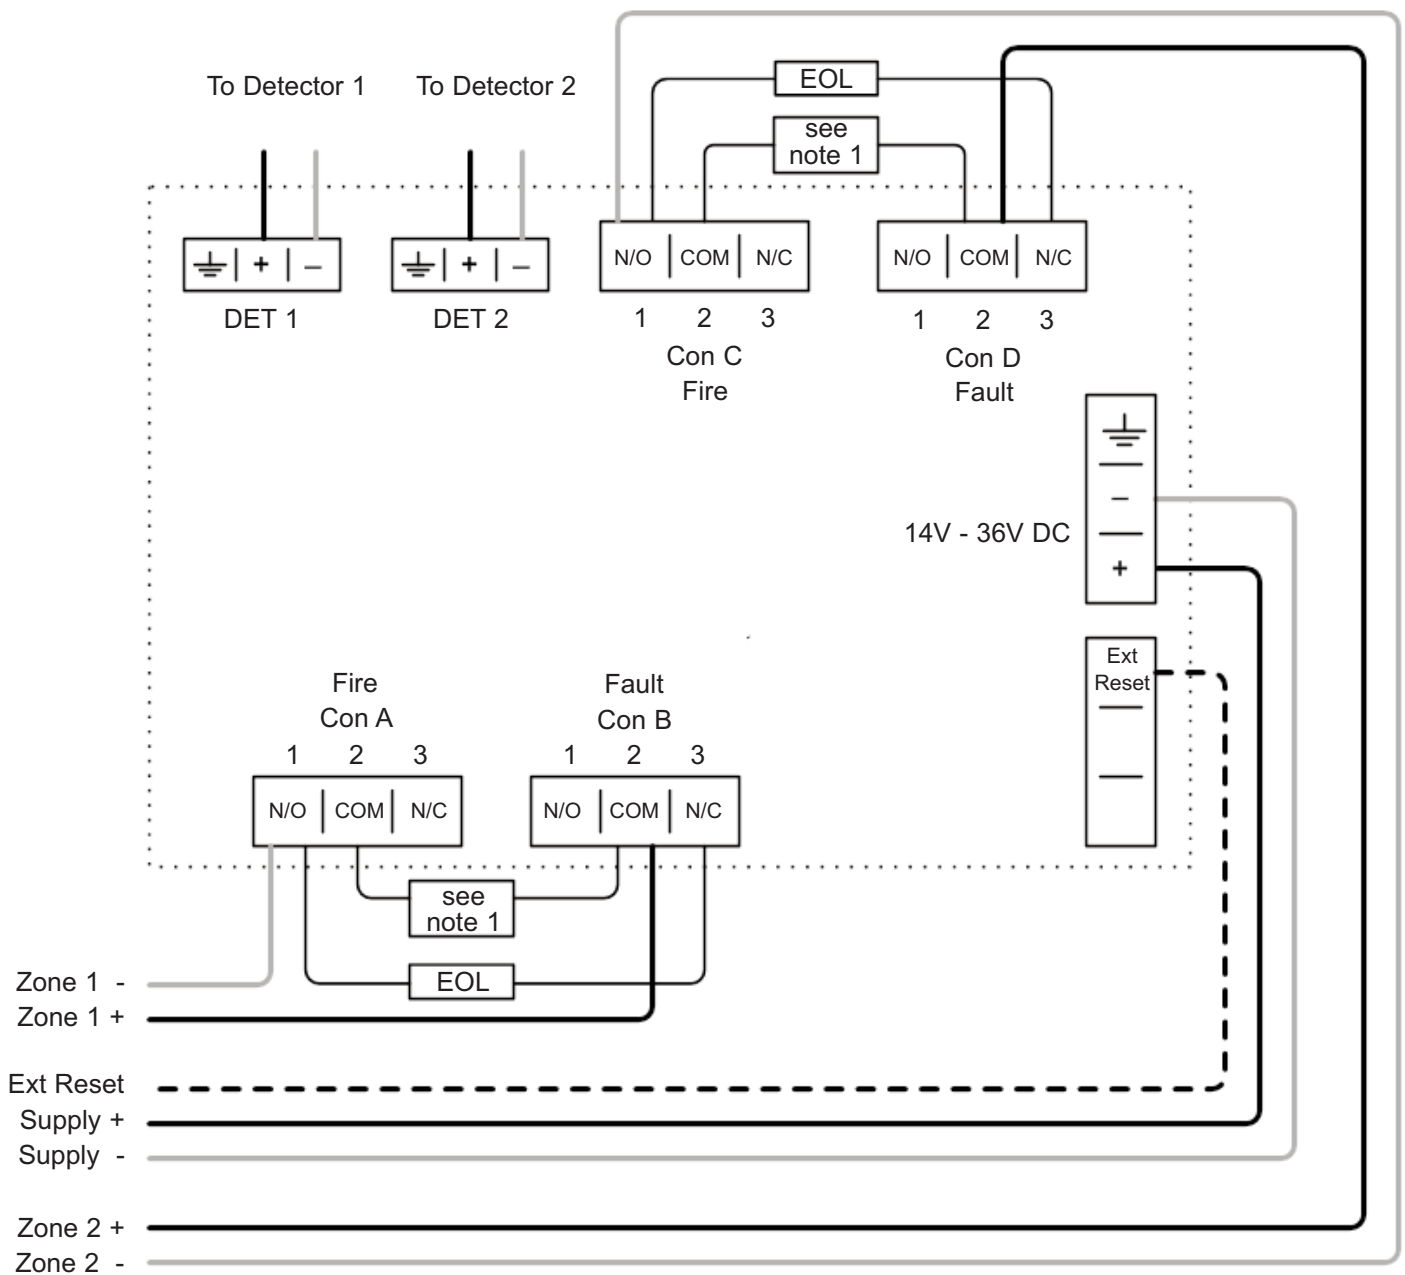 To Detector 1
To Detector 2
EOL
see
note 1
⏚ + –
⏚ + –
N/O COM N/C
N/O COM N/C
DET 1
DET 2
1 2 3
1 2 3
Con C
Fire
Con D
Fault
–
14V - 36V DC
+
Ext
Reset
Fire
Con A
1 2 3
Fault
Con B
1 2 3
N/O COM N/C
N/O COM N/C
see
note 1
EOL
Zone 1 -
Zone 1 +
Ext Reset
Supply +
Supply -
Zone 2 +
Zone 2 -